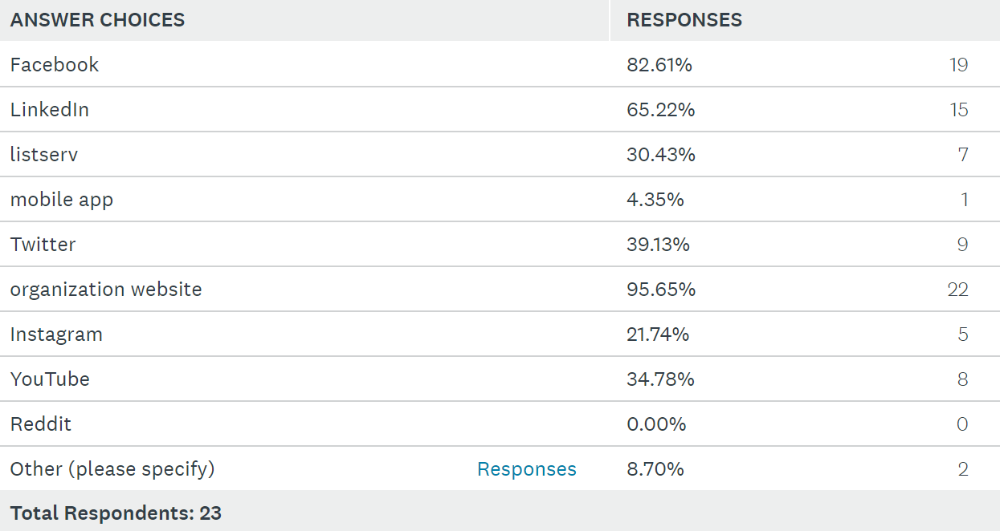 ANSWER CHOICES RESPONSES
Facebook 82.61% 19
LinkedIn 65.22% 15
listserv 30.43% 7
mobile app 4.35% 1
Twitter 39.13% 9
organization website 95.65% 22
Instagram 21.74% 5
YouTube 34.78% 8
Reddit 0.00% 0
Other (please specify) Responses 8.70% 2
Total Respondents: 23